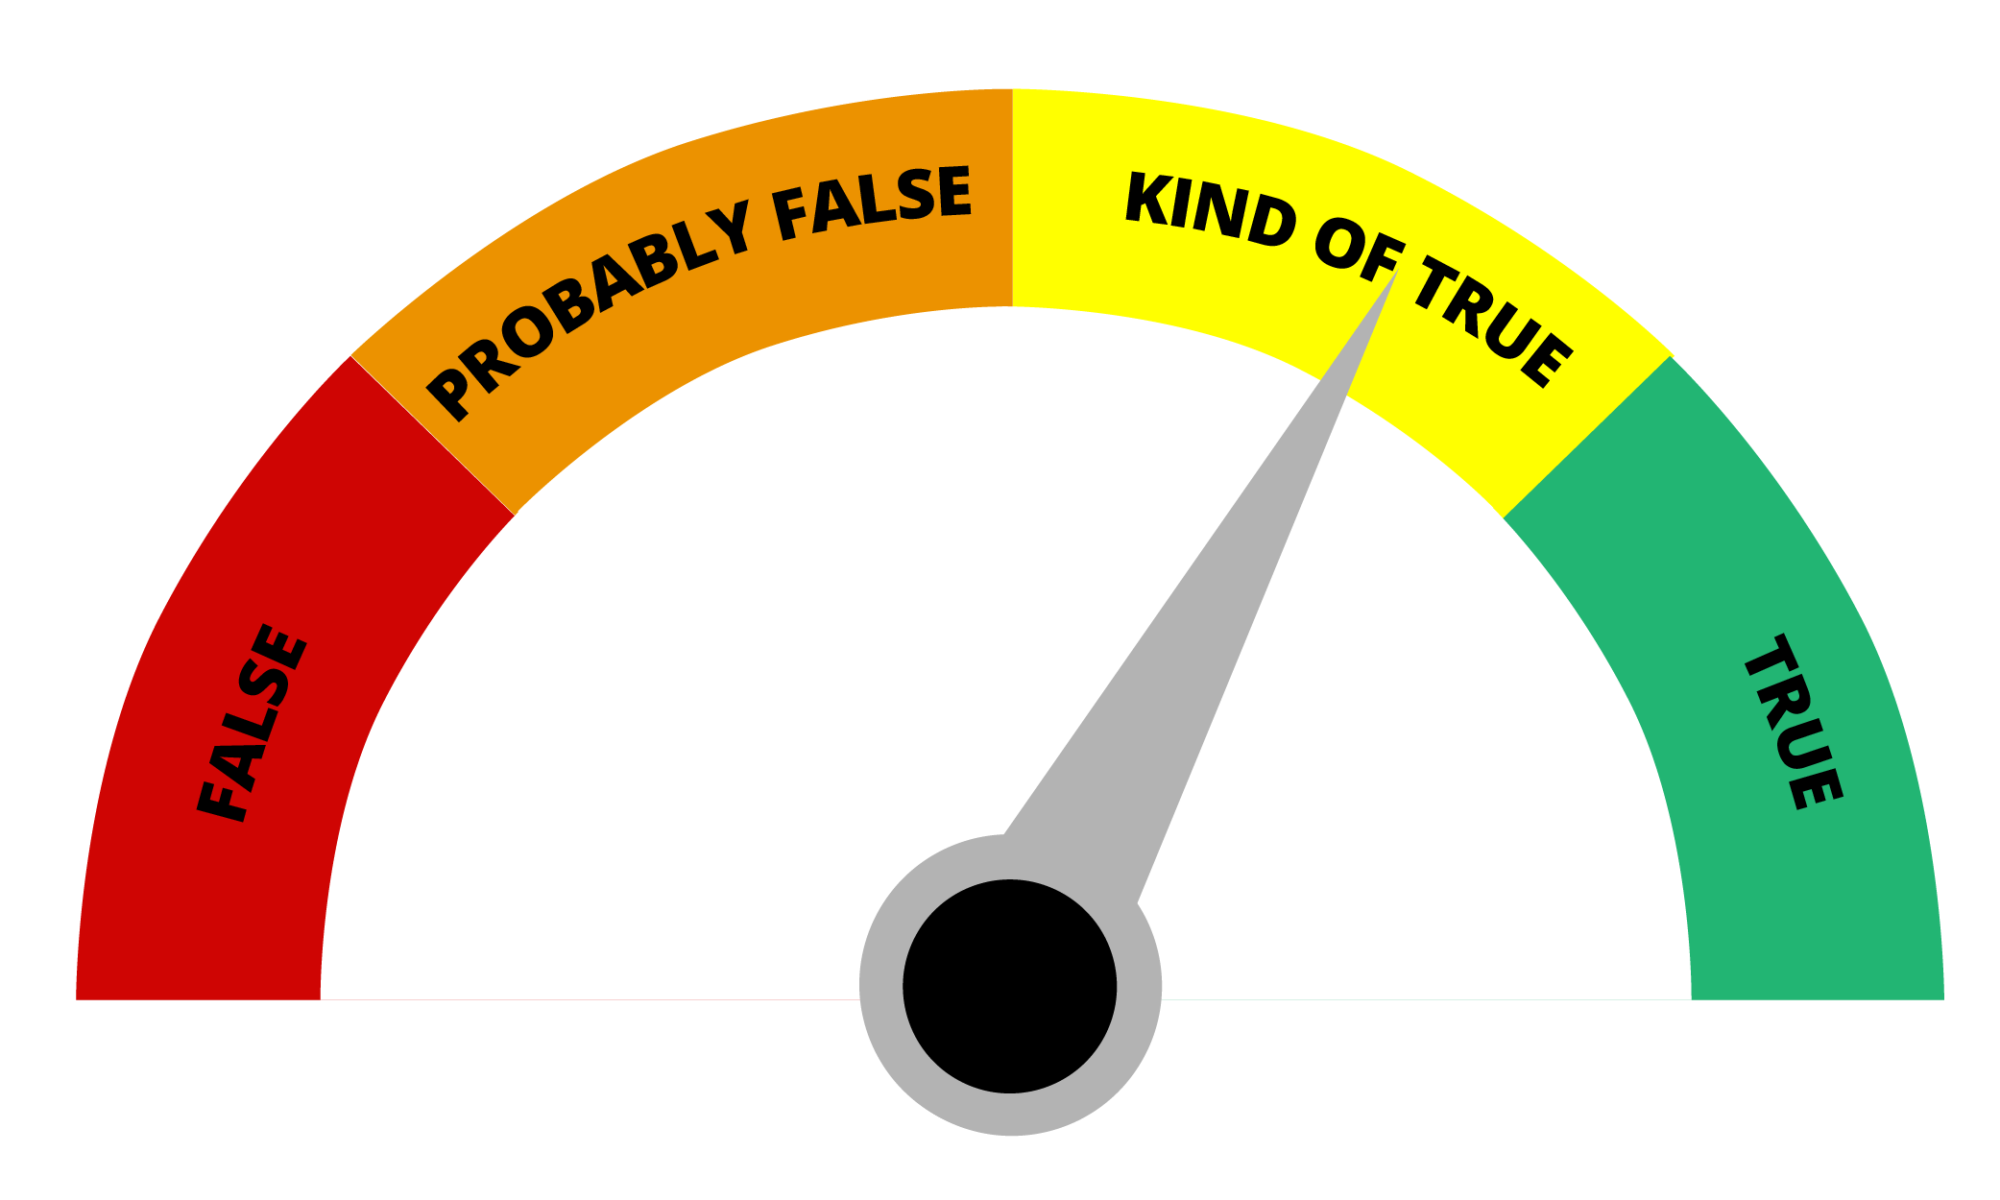 FALSE
PROBABLY FALSE
KIND OF TRUE
TRUE